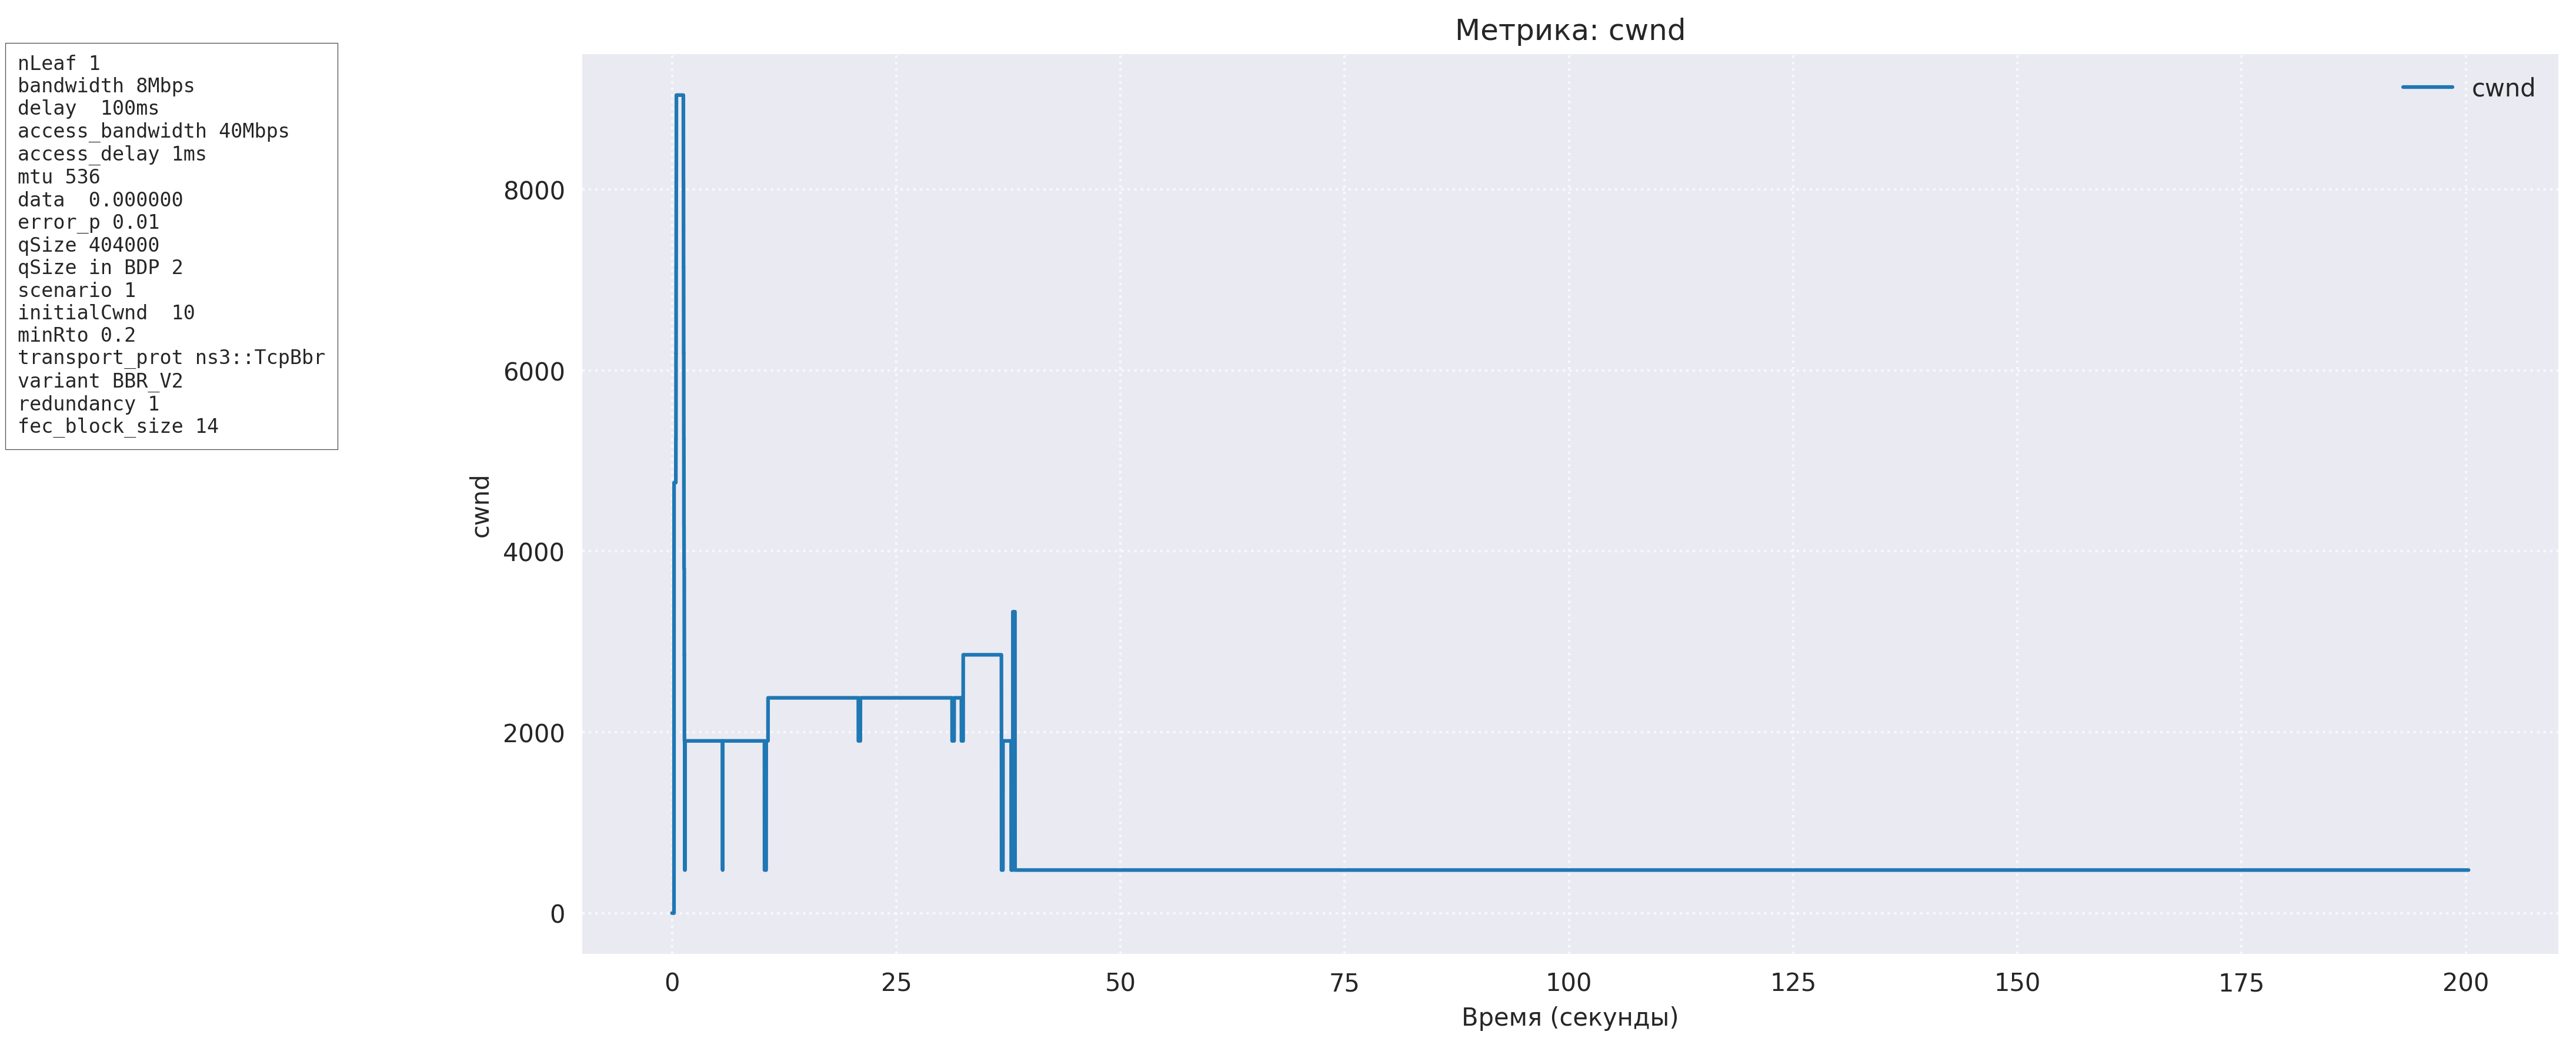 Метрика: cwnd
nLeaf 1
bandwidth 8Mbps
delay  100ms
access_bandwidth 40Mbps
access_delay 1ms
mtu 536
data  0.000000
error_p 0.01
qSize 404000
qSize in BDP 2
scenario 1
initialCwnd  10
minRto 0.2
transport_prot ns3::TcpBbr
variant BBR_V2
redundancy 1
fec_block_size 14
cwnd
cwnd
8000
6000
4000
2000
0
0 25 50 75 100 125 150 175 200
Время (секунды)